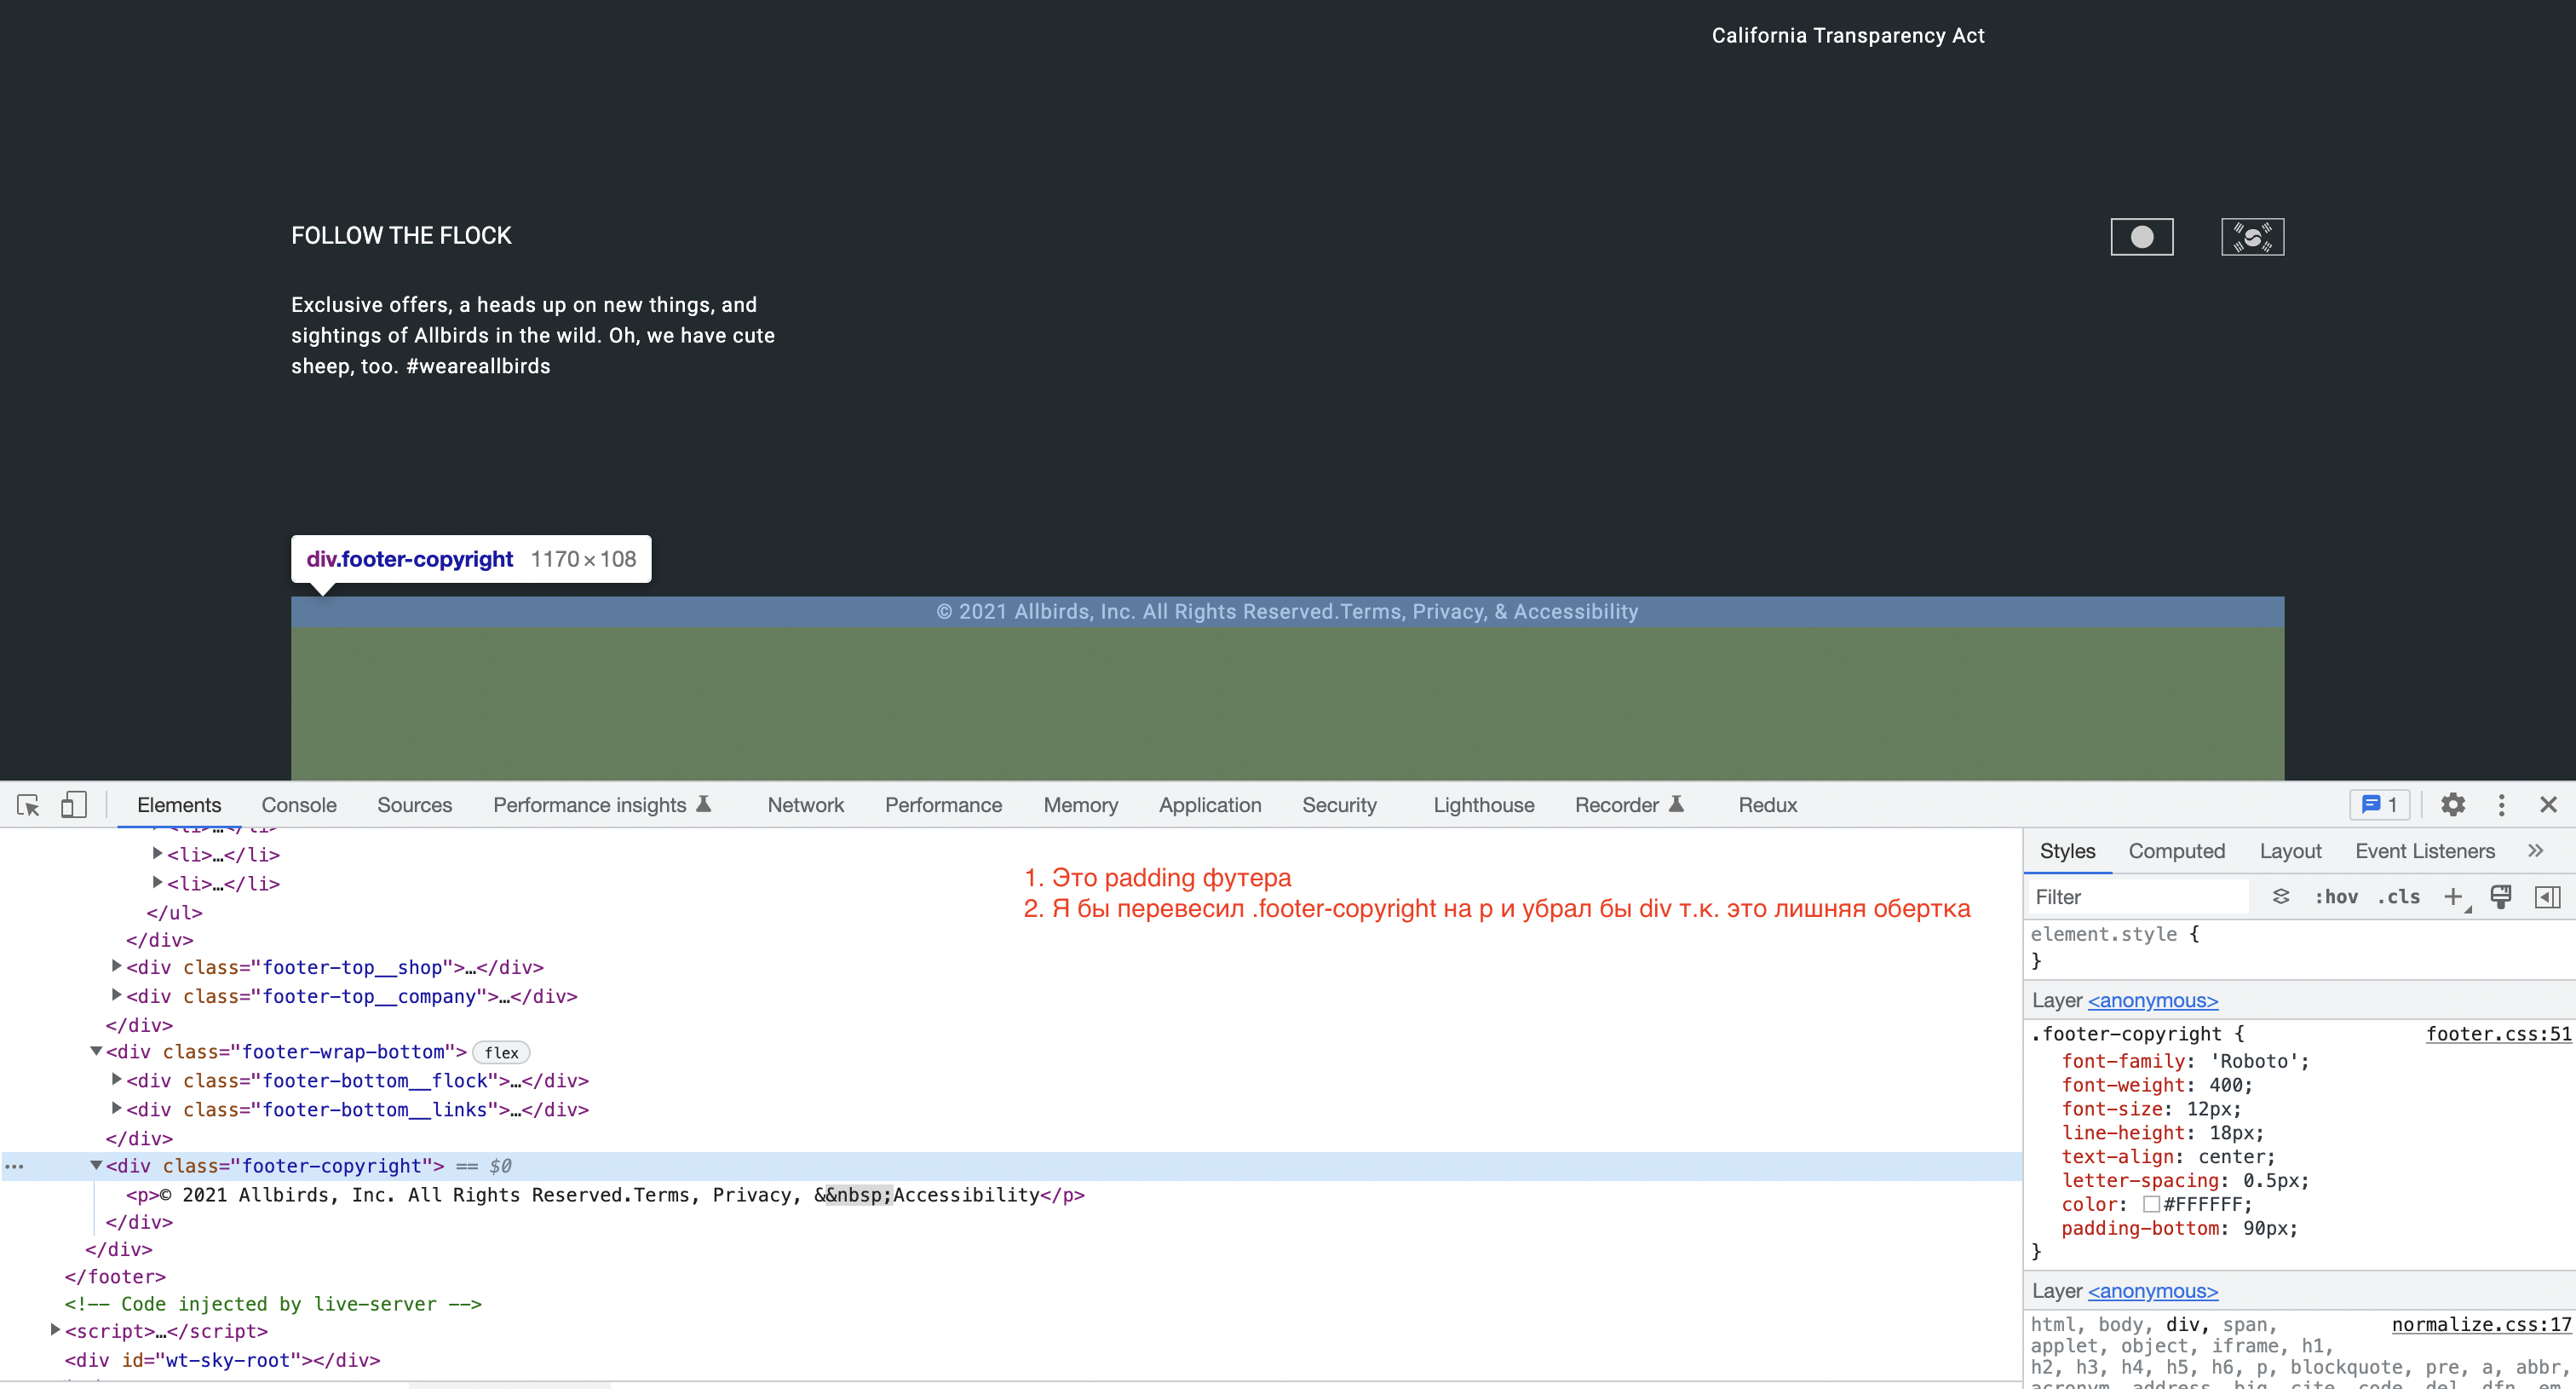 California Transparency Act
FOLLOW THE FLOCK
Exclusive offers, a heads up on new things, and
sightings of Allbirds in the wild. Oh, we have cute
sheep, too. #weareallbirds
div.footer-copyright 1170 × 108
© 2021 Allbirds, Inc. All Rights Reserved.Terms, Privacy, & Accessibility
Elements Console Sources Performance insights Network Performance Memory Application Security Lighthouse Recorder Redux 1
<li>…</li>
<li>…</li>
<li>…</li>
</ul>
</div>
<div class="footer-top__shop">…</div>
<div class="footer-top__company">…</div>
</div>
<div class="footer-wrap-bottom"> flex
<div class="footer-bottom__flock">…</div>
<div class="footer-bottom__links">…</div>
</div>
<div class="footer-copyright"> == $0
<p>© 2021 Allbirds, Inc. All Rights Reserved.Terms, Privacy, &&nbsp;Accessibility</p>
</div>
</div>
</footer>
<!-- Code injected by live-server -->
<script>…</script>
<div id="wt-sky-root"></div>
1. Это padding футера
2. Я бы перевесил .footer-copyright на p и убрал бы div т.к. это лишняя обертка
Styles Computed Layout Event Listeners
Filter :hov .cls
element.style {
}
Layer <anonymous>
.footer-copyright { footer.css:51
font-family: 'Roboto';
font-weight: 400;
font-size: 12px;
line-height: 18px;
text-align: center;
letter-spacing: 0.5px;
color: #FFFFFF;
padding-bottom: 90px;
}
Layer <anonymous>
html, body, div, span, normalize.css:17
applet, object, iframe, h1,
h2, h3, h4, h5, h6, p, blockquote, pre, a, abbr,
acronym, address, big, cite, code, del, dfn, em,